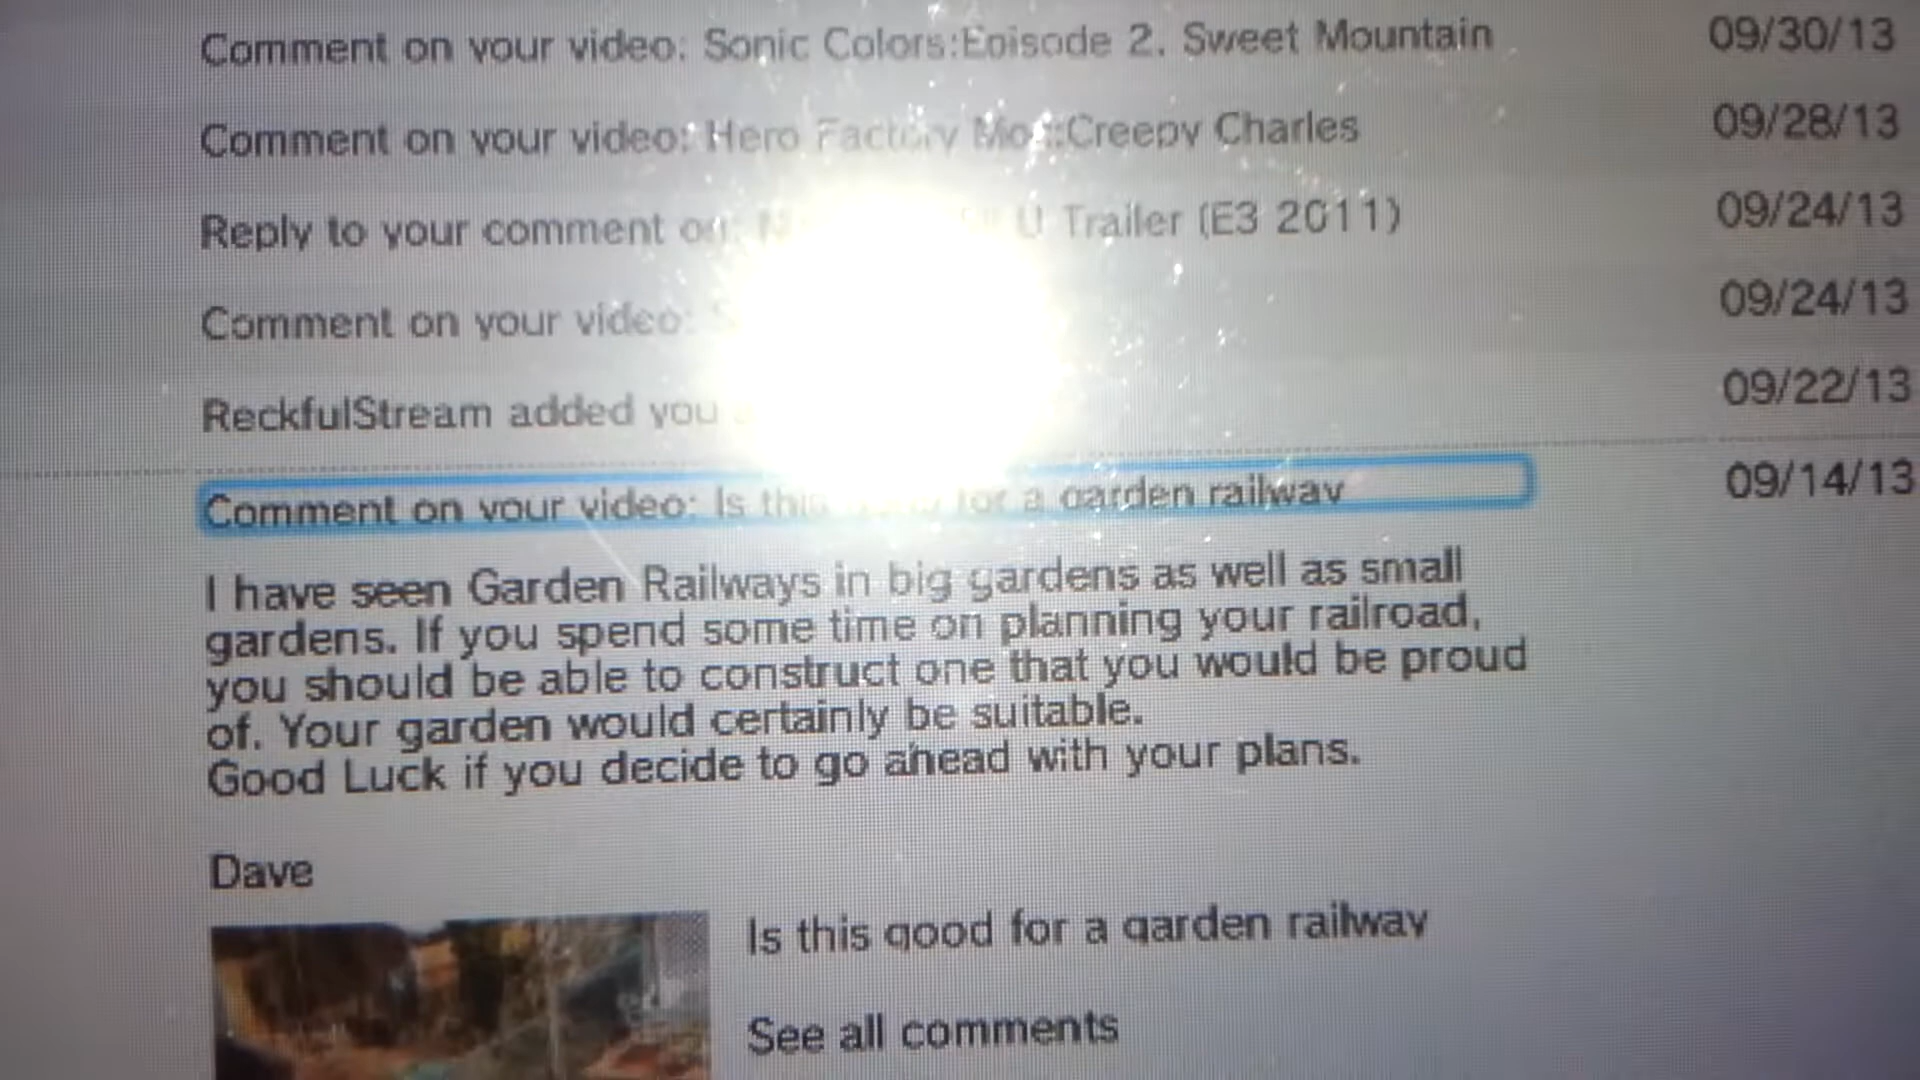 Comment on your video: Sonic Colors:Episode 2. Sweet Mountain 09/30/13
Comment on your video: Hero Factory Creepy Charles 09/28/13
Reply to your comment on: U Trailer (E3 2011) 09/24/13
Comment on your video: 09/24/13
ReckfulStream added you 09/22/13
Comment on your video: Is this for a garden railway 09/14/13
I have seen Garden Railways in big gardens as well as small
gardens. If you spend some time on planning your railroad,
you should be able to construct one that you would be proud
of. Your garden would certainly be suitable.
Good Luck if you decide to go ahead with your plans.
Dave
Is this good for a garden railway
See all comments